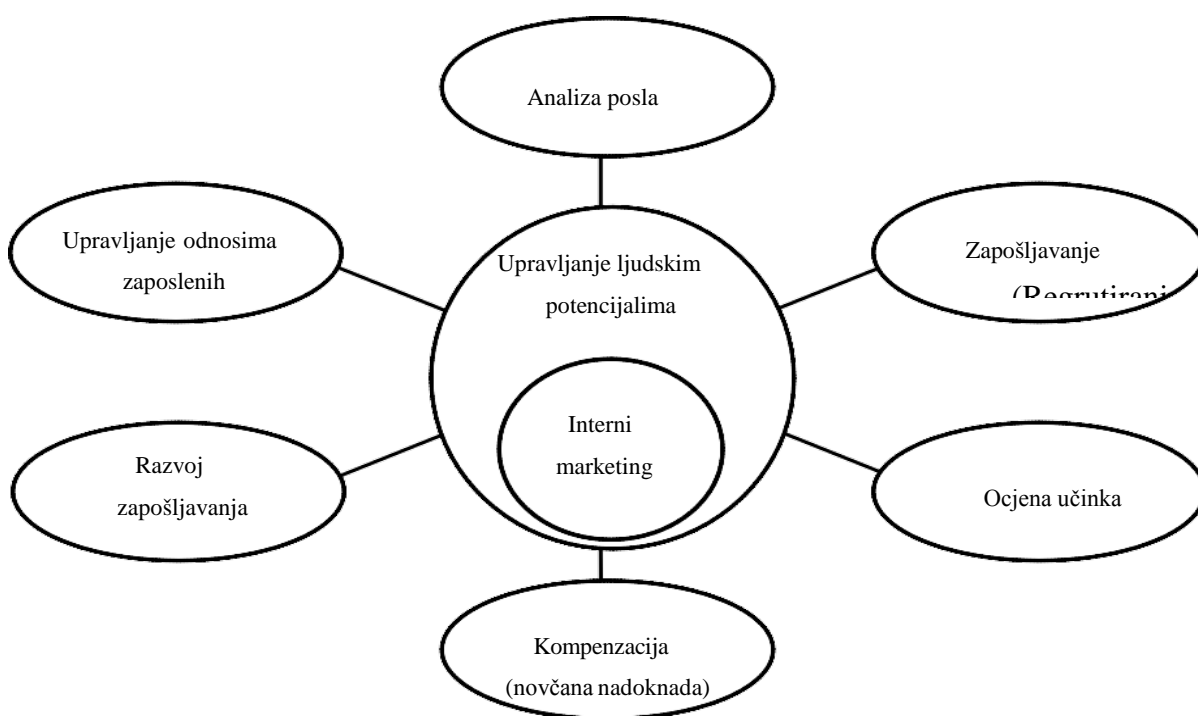 Analiza posla
Upravljanje odnosima
zaposlenih
Upravljanje ljudskim
potencijalima
Zapošljavanje
Interni
marketing
Razvoj
zapošljavanja
Ocjena učinka
Kompenzacija
(novčana nadoknada)